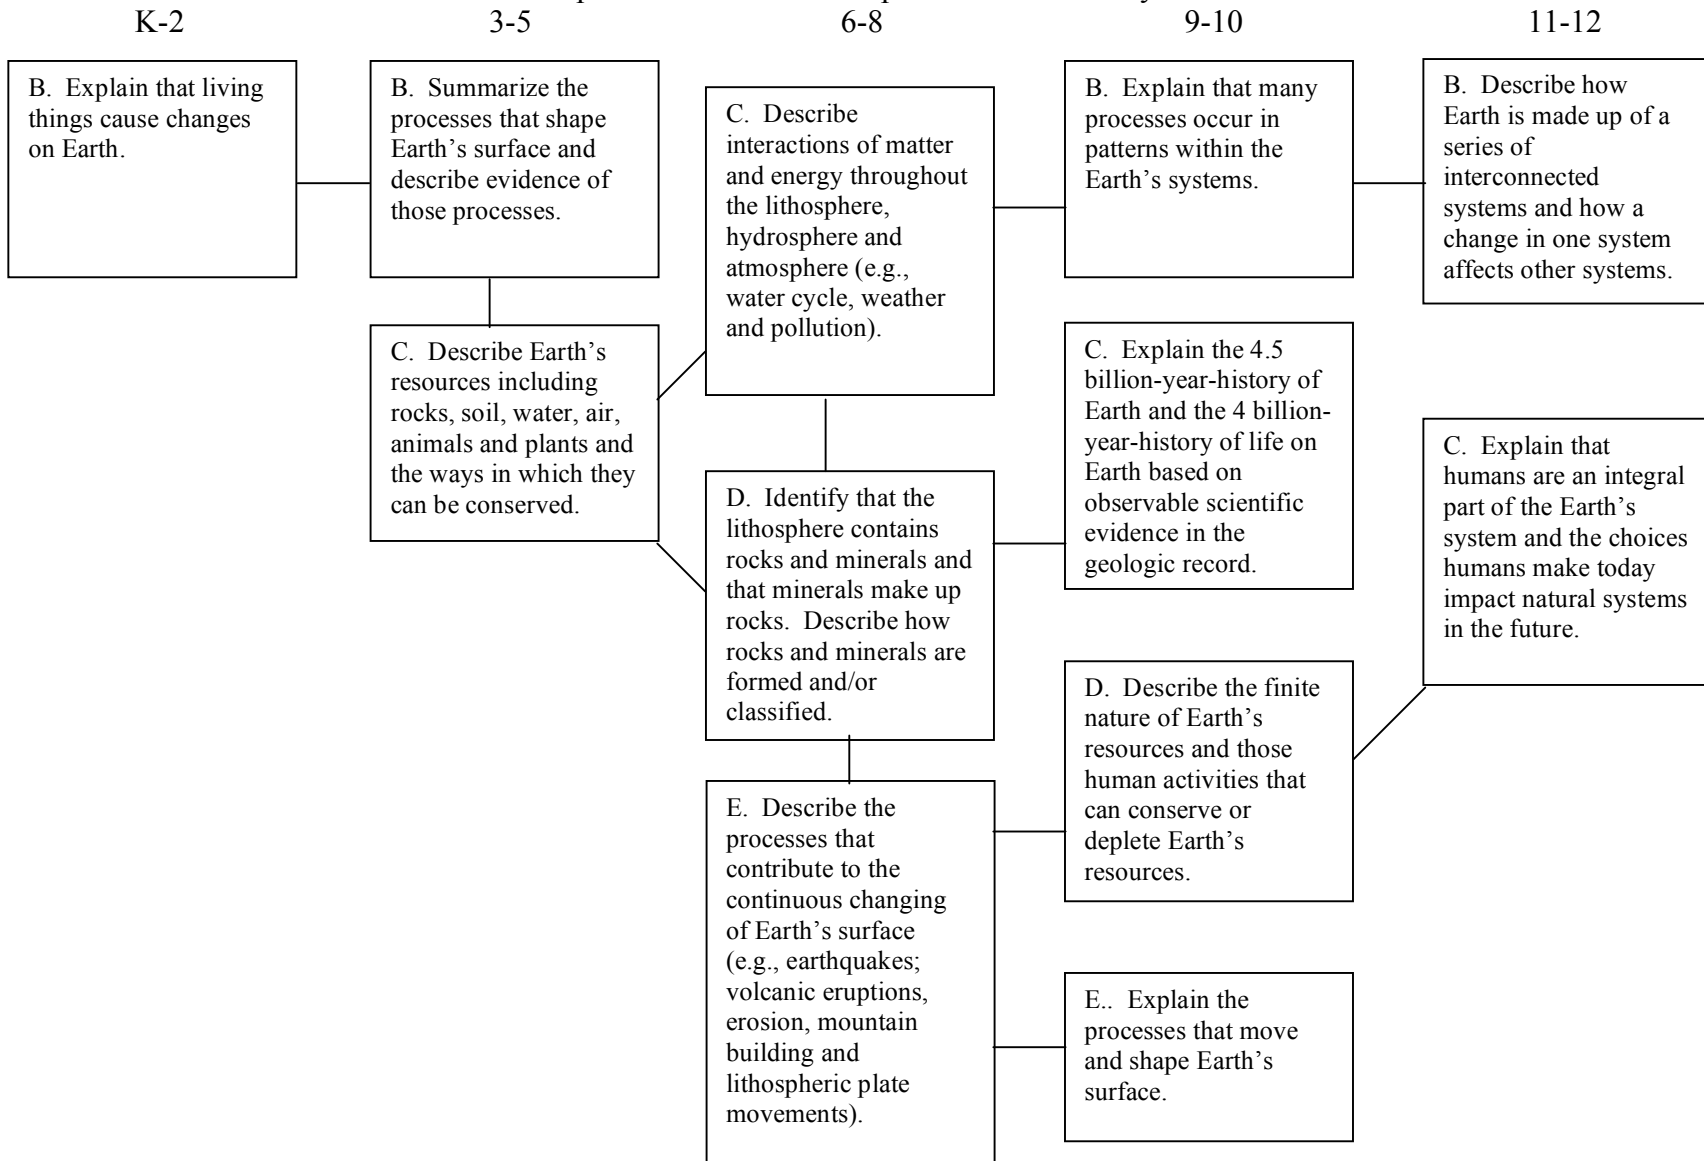 K-2
3-5
6-8
9-10
11-12
B. Explain that living
things cause changes
on Earth.
B. Summarize the
processes that shape
Earth’s surface and
describe evidence of
those processes.
C. Describe Earth’s
resources including
rocks, soil, water, air,
animals and plants and
the ways in which they
can be conserved.
C. Describe
interactions of matter
and energy throughout
the lithosphere,
hydrosphere and
atmosphere (e.g.,
water cycle, weather
and pollution).
D. Identify that the
lithosphere contains
rocks and minerals and
that minerals make up
rocks. Describe how
rocks and minerals are
formed and/or
classified.
E. Describe the
processes that
contribute to the
continuous changing
of Earth’s surface
(e.g., earthquakes;
volcanic eruptions,
erosion, mountain
building and
lithospheric plate
movements).
B. Explain that many
processes occur in
patterns within the
Earth’s systems.
C. Explain the 4.5
billion-year-history of
Earth and the 4 billion-
year-history of life on
Earth based on
observable scientific
evidence in the
geologic record.
D. Describe the finite
nature of Earth’s
resources and those
human activities that
can conserve or
deplete Earth’s
resources.
E.. Explain the
processes that move
and shape Earth’s
surface.
B. Describe how
Earth is made up of a
series of
interconnected
systems and how a
change in one system
affects other systems.
C. Explain that
humans are an integral
part of the Earth’s
system and the choices
humans make today
impact natural systems
in the future.